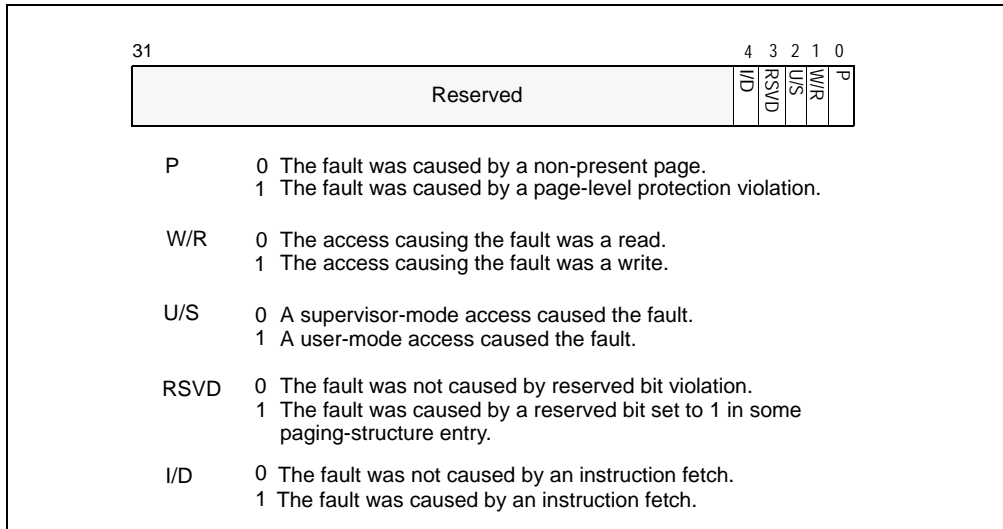 31 4 3 2 1 0
Reserved I/D RSVD U/S W/R P
P 0 The fault was caused by a non-present page.
1 The fault was caused by a page-level protection violation.
W/R 0 The access causing the fault was a read.
1 The access causing the fault was a write.
U/S 0 A supervisor-mode access caused the fault.
1 A user-mode access caused the fault.
RSVD 0 The fault was not caused by reserved bit violation.
1 The fault was caused by a reserved bit set to 1 in some
paging-structure entry.
I/D 0 The fault was not caused by an instruction fetch.
1 The fault was caused by an instruction fetch.